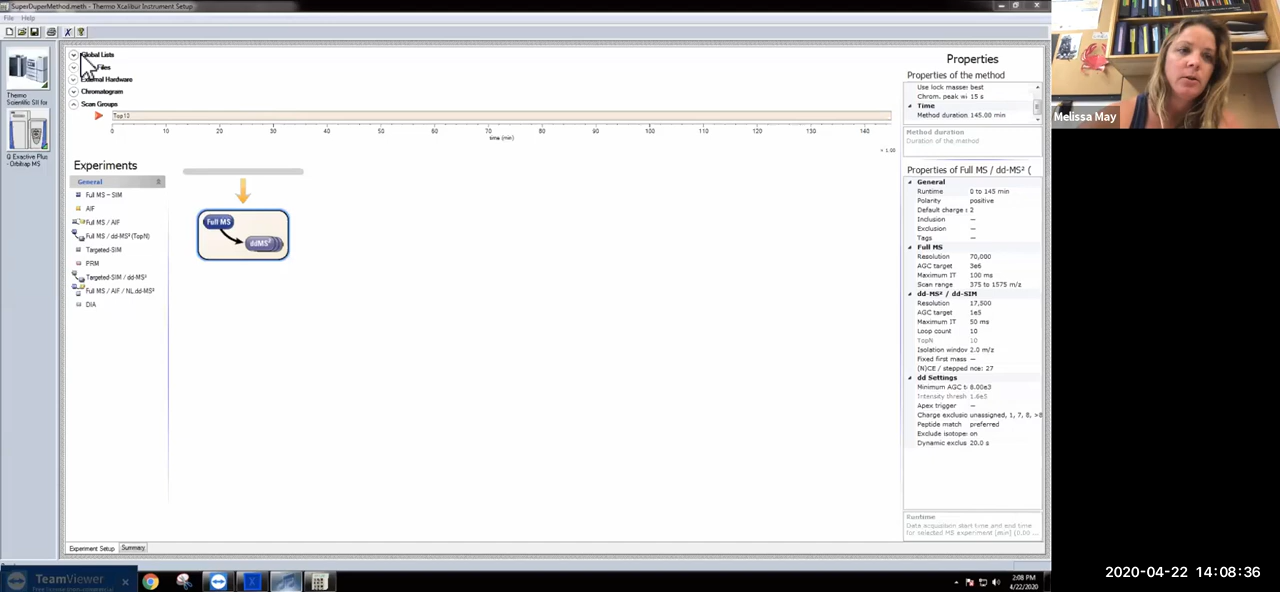 SuperDuperMethod.meth - Thermo Xcalibur Instrument Setup
File Help
Thermo
Scientific SII for
Q Exactive Plus
- Orbitrap MS
Global Lists
Files
External Hardware
Chromatogram
Scan Groups
Top10
0 10 20 30 40 50 60 70 80 90 100 110 120 130 140
time (min)
× 1.00
Experiments
General
Full MS – SIM
AIF
Full MS / AIF
Full MS / dd-MS² (TopN)
Targeted-SIM
PRM
Targeted-SIM / dd-MS²
Full MS / AIF / NL dd-MS²
DIA
Full MS
ddMS²
Experiment Setup Summary
Properties
Properties of the method
Use lock masses best
Chrom. peak wi 15 s
Time
Method duration 145.00 min
Method duration
Duration of the method
Properties of Full MS / dd-MS² (
General
Runtime 0 to 145 min
Polarity positive
Default charge s 2
Inclusion —
Exclusion —
Tags —
Full MS
Resolution 70,000
AGC target 3e6
Maximum IT 100 ms
Scan range 375 to 1575 m/z
dd-MS² / dd-SIM
Resolution 17,500
AGC target 1e5
Maximum IT 50 ms
Loop count 10
TopN 10
Isolation window 2.0 m/z
Fixed first mass —
(N)CE / stepped nce: 27
dd Settings
Minimum AGC t 8.00e3
Intensity thresh 1.6e5
Apex trigger —
Charge exclusio unassigned, 1, 7, 8, >8
Peptide match preferred
Exclude isotope on
Dynamic exclus 20.0 s
Runtime
Data acquisition start time and end time
for selected MS experiment [min] (0.00 ...
Melissa May
TeamViewer
2:08 PM
4/22/2020
2020-04-22 14:08:36